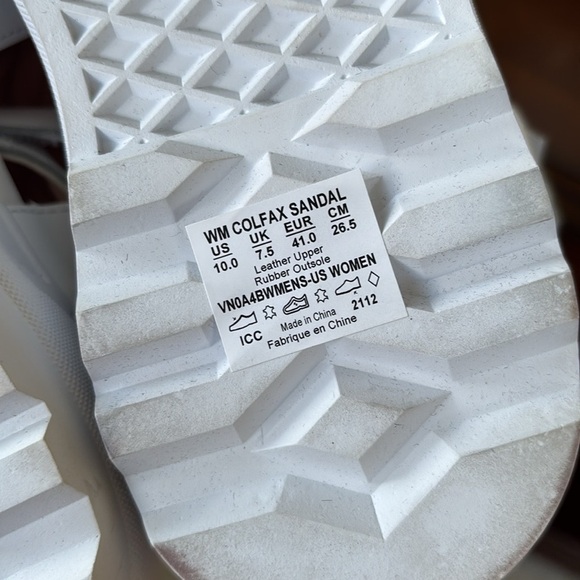 WM COLFAX SANDAL
US UK EUR CM
10.0 7.5 41.0 26.5
Leather Upper
Rubber Outsole
VN0A4BWMENS-US WOMEN
ICC Made in China 2112
Fabrique en Chine